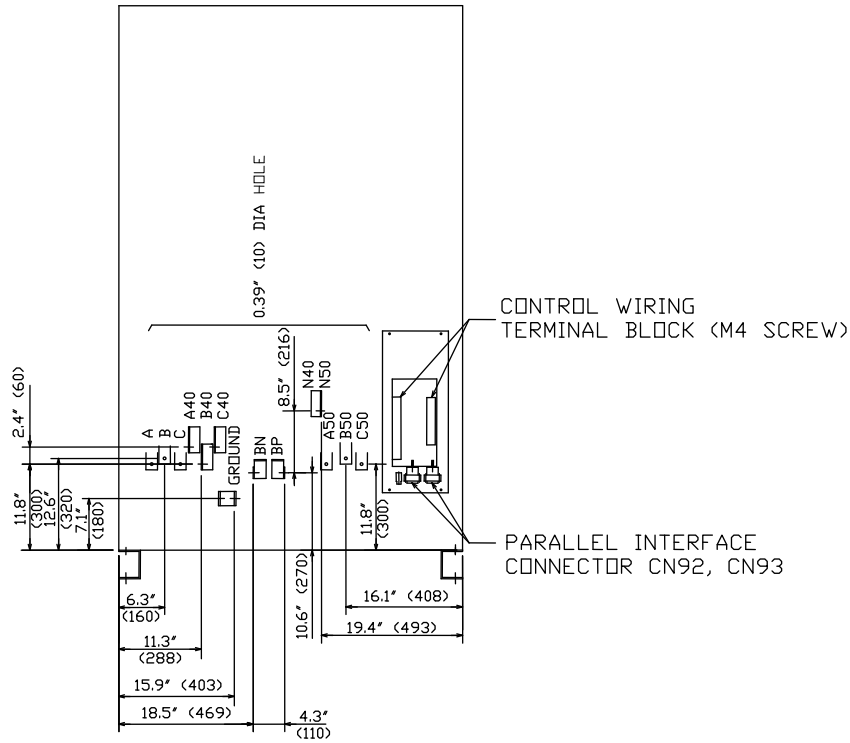 0.39" (10) DIA HOLE
CONTROL WIRING
TERMINAL BLOCK (M4 SCREW)
2.4" (60)
8.5" (216)
N40
N50
A
B
C
A40
B40
C40
GROUND
BN
BP
A50
B50
C50
11.8"
(300)
12.6"
(320)
7.1"
(180)
11.8"
(300)
PARALLEL INTERFACE
CONNECTOR CN92, CN93
10.6" (270)
6.3"
(160)
16.1" (408)
11.3"
(288)
19.4" (493)
15.9" (403)
18.5" (469)
4.3"
(110)